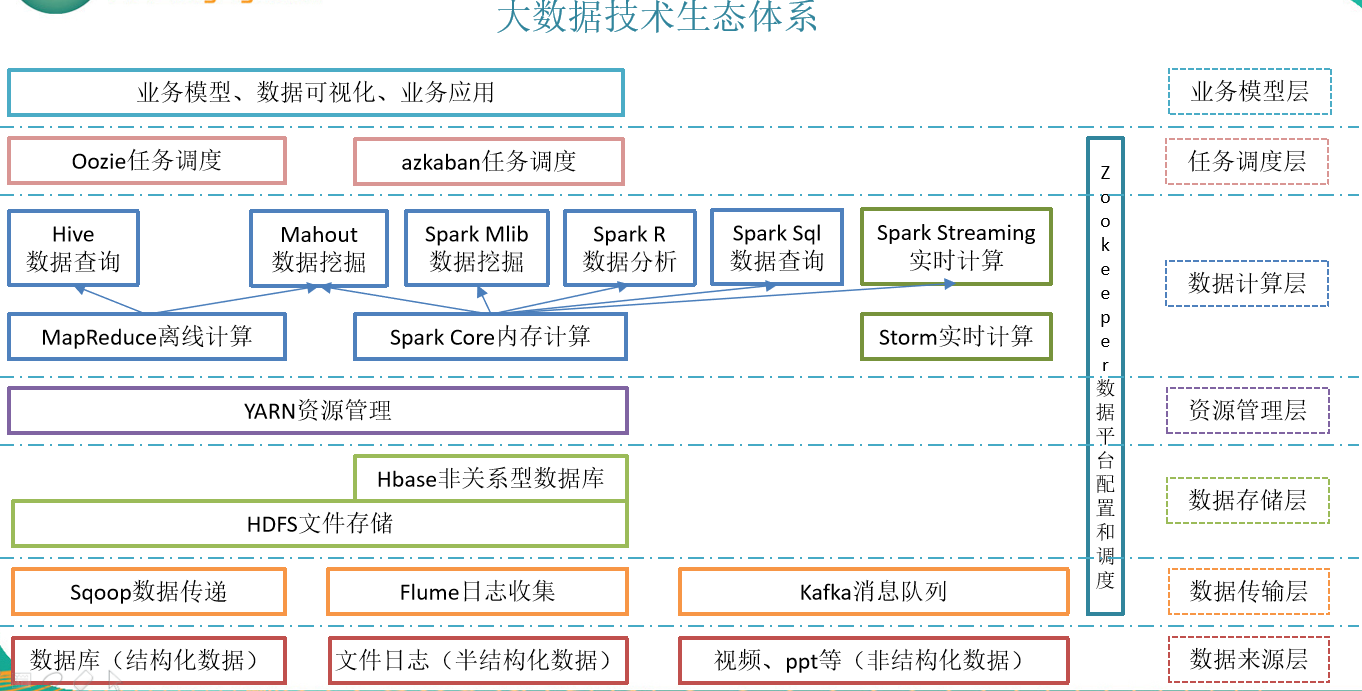 大数据技术生态体系
业务模型、数据可视化、业务应用
业务模型层
Oozie任务调度
azkaban任务调度
任务调度层
Hive
数据查询
Mahout
数据挖掘
Spark Mlib
数据挖掘
Spark R
数据分析
Spark Sql
数据查询
Spark Streaming
实时计算
数据计算层
MapReduce离线计算
Spark Core内存计算
Storm实时计算
Zookeeper数据平台配置和调度
YARN资源管理
资源管理层
Hbase非关系型数据库
HDFS文件存储
数据存储层
Sqoop数据传递
Flume日志收集
Kafka消息队列
数据传输层
数据库（结构化数据）
文件日志（半结构化数据）
视频、ppt等（非结构化数据）
数据来源层